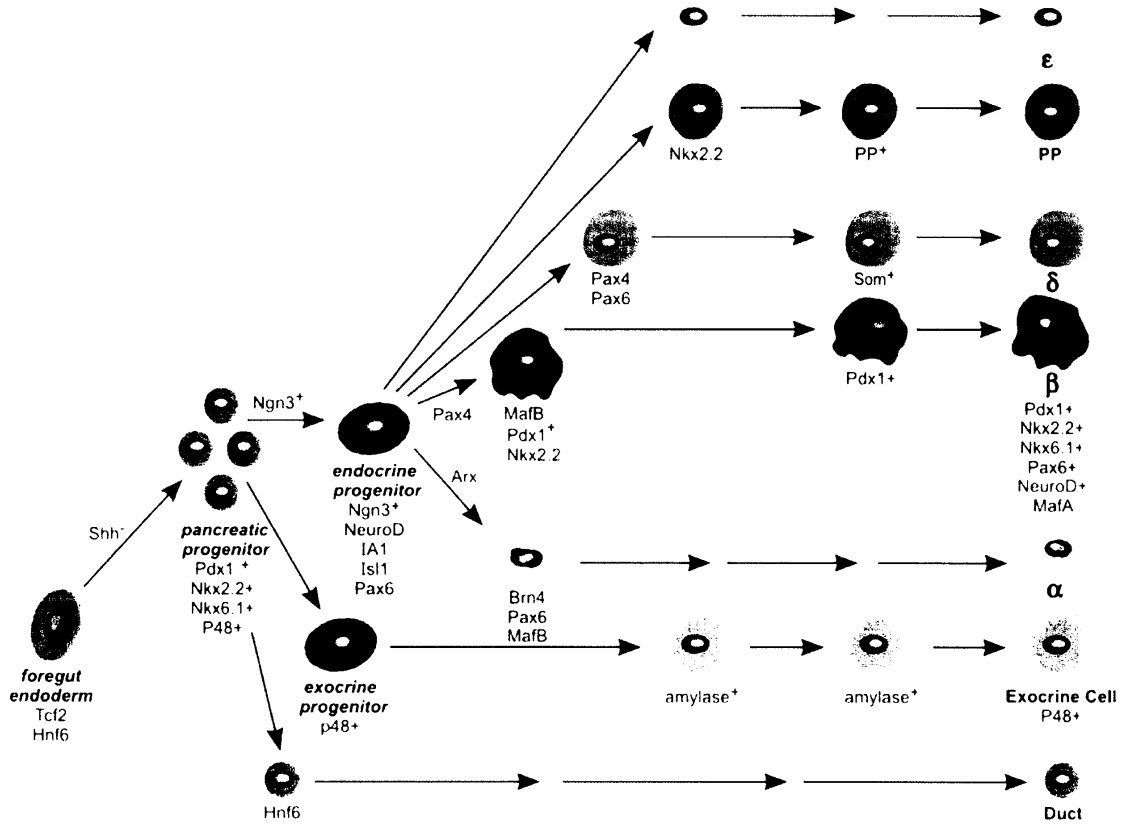 ε
Nkx2.2
PP+
PP
Pax4
Pax6
Som+
δ
Pdx1+
β
Pdx1+
Nkx2.2+
Nkx6.1+
Pax6+
NeuroD+
MafA
Ngn3+
Pax4
MafB
Pdx1+
Nkx2.2
Arx
endocrine
progenitor
Ngn3+
NeuroD
IA1
Isl1
Pax6
Shh-
pancreatic
progenitor
Pdx1 +
Nkx2.2+
Nkx6.1+
P48+
Brn4
Pax6
MafB
α
foregut
endoderm
Tcf2
Hnf6
exocrine
progenitor
p48+
amylase+
amylase+
Exocrine Cell
P48+
Hnf6
Duct